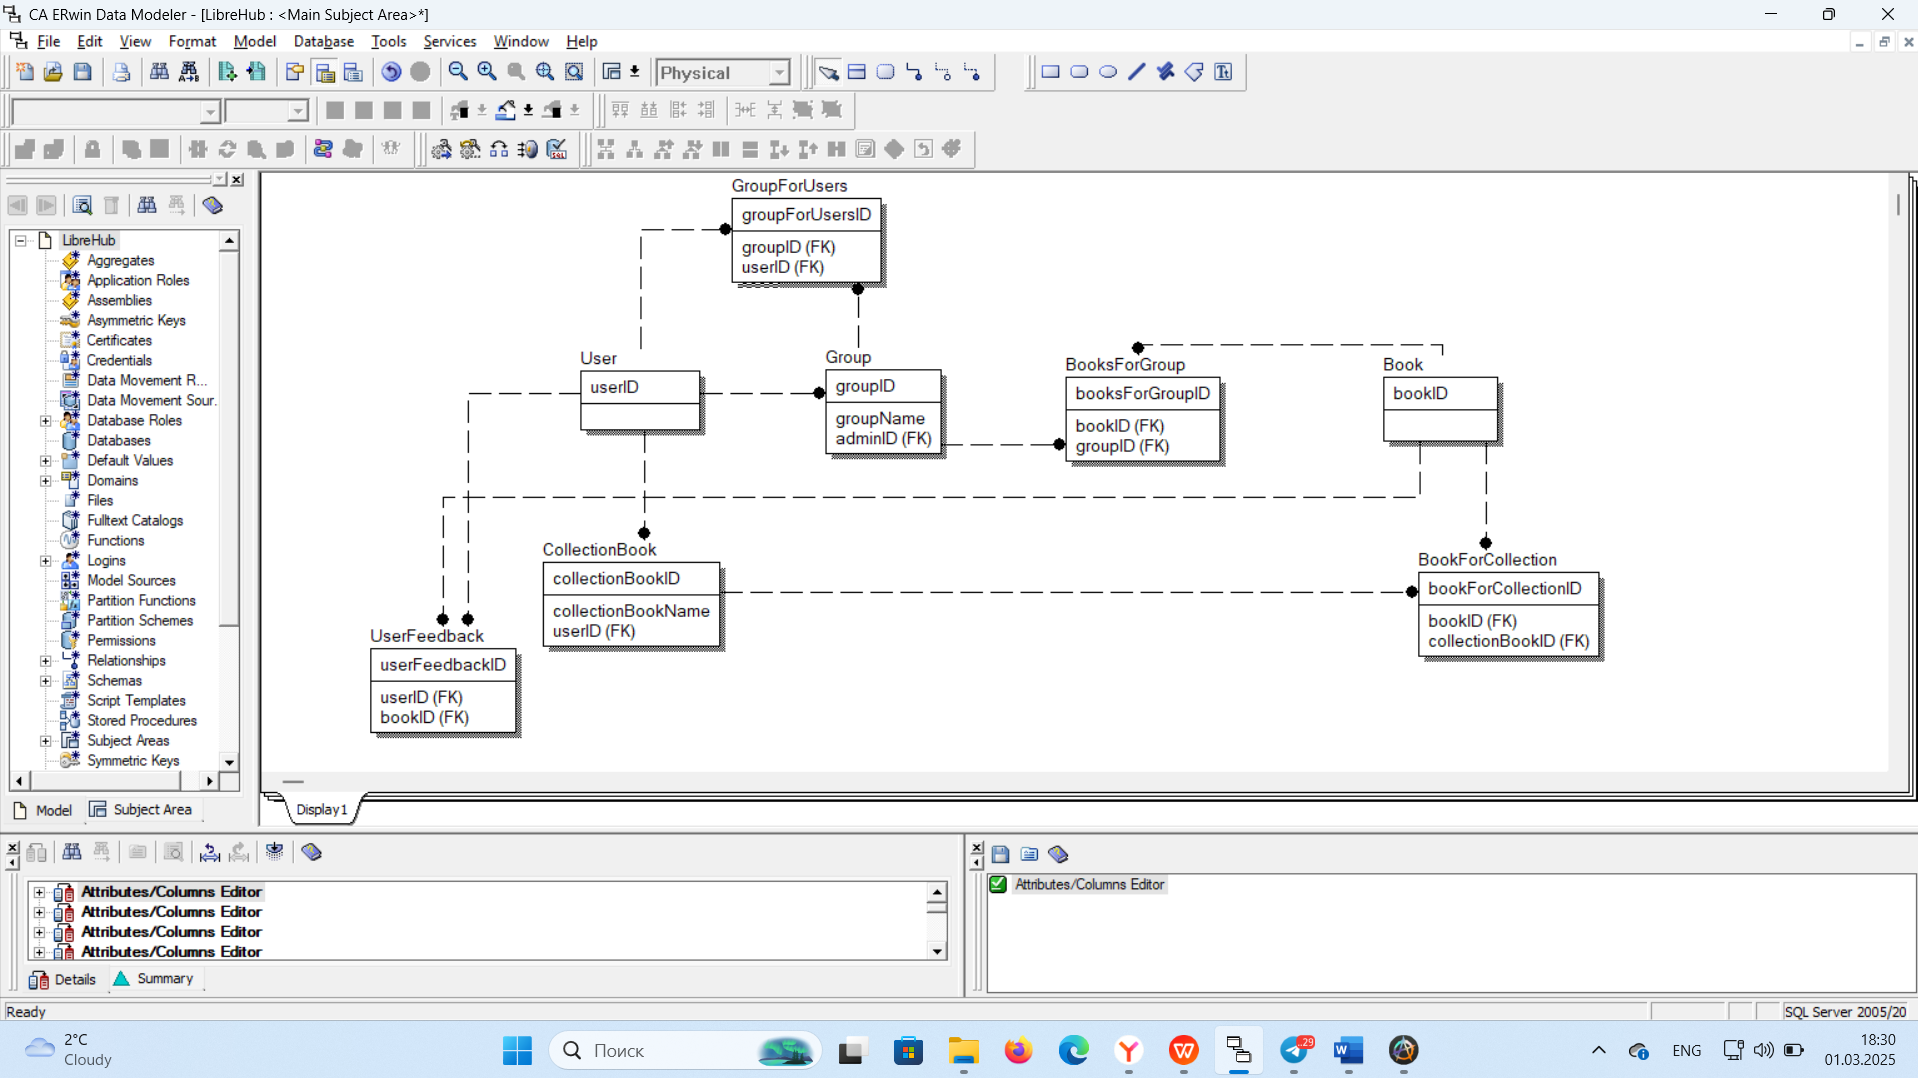 CA ERwin Data Modeler - [LibreHub : <Main Subject Area>*]
File Edit View Format Model Database Tools Services Window Help
Physical
LibreHub
Aggregates
Application Roles
Assemblies
Asymmetric Keys
Certificates
Credentials
Data Movement R...
Data Movement Sour.
Database Roles
Databases
Default Values
Domains
Files
Fulltext Catalogs
Functions
Logins
Model Sources
Partition Functions
Partition Schemes
Permissions
Relationships
Schemas
Script Templates
Stored Procedures
Subject Areas
Symmetric Keys
Model Subject Area
GroupForUsers
groupForUsersID
groupID (FK)
userID (FK)
User
userID
Group
groupID
groupName
adminID (FK)
BooksForGroup
booksForGroupID
bookID (FK)
groupID (FK)
Book
bookID
CollectionBook
collectionBookID
collectionBookName
userID (FK)
BookForCollection
bookForCollectionID
bookID (FK)
collectionBookID (FK)
UserFeedback
userFeedbackID
userID (FK)
bookID (FK)
Display1
Attributes/Columns Editor
Attributes/Columns Editor
Attributes/Columns Editor
Attributes/Columns Editor
Details Summary
Attributes/Columns Editor
Ready
SQL Server 2005/20
2°C
Cloudy
Поиск
29
ENG
18:30
01.03.2025